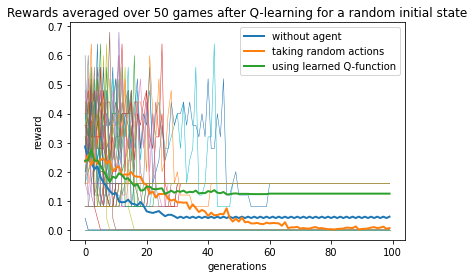 Rewards averaged over 50 games after Q-learning for a random initial state
0.7
0.6
0.5
0.4
0.3
0.2
0.1
0.0
reward
without agent
taking random actions
using learned Q-function
0 20 40 60 80 100
generations